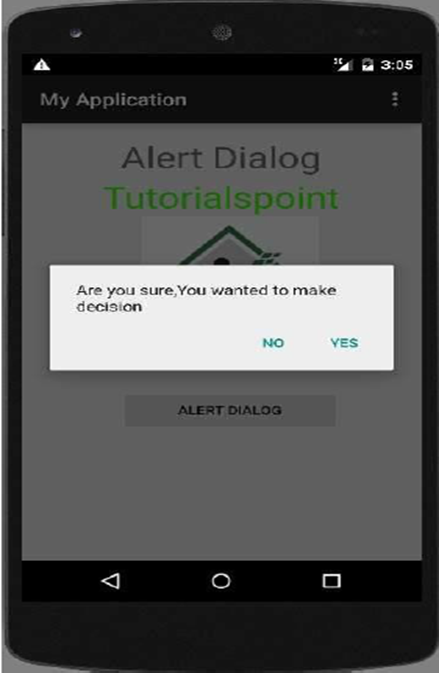 3:05
My Application
Alert Dialog
Tutorialspoint
Are you sure,You wanted to make
decision
NO YES
ALERT DIALOG